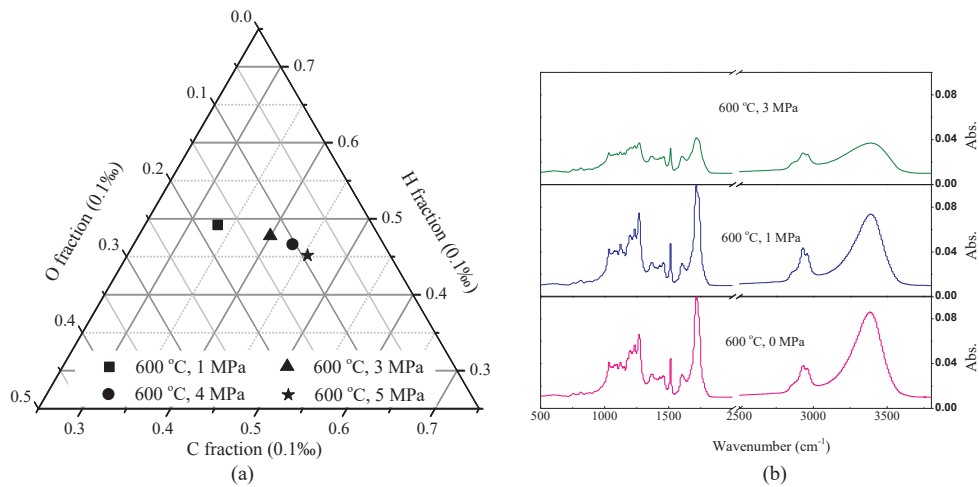 0.0
0.1
0.2
0.3
0.4
0.5
O fraction (0.1‰)
0.7
0.6
0.5
0.4
0.3
H fraction (0.1‰)
600 °C, 1 MPa
600 °C, 3 MPa
600 °C, 4 MPa
600 °C, 5 MPa
0.3
0.4
0.5
0.6
0.7
C fraction (0.1‰)
(a)
600 °C, 3 MPa
0.08
0.04
0.00
Abs.
600 °C, 1 MPa
0.08
0.04
0.00
Abs.
600 °C, 0 MPa
0.08
0.04
0.00
Abs.
500 1000 1500 2500 3000 3500
Wavenumber (cm⁻¹)
(b)